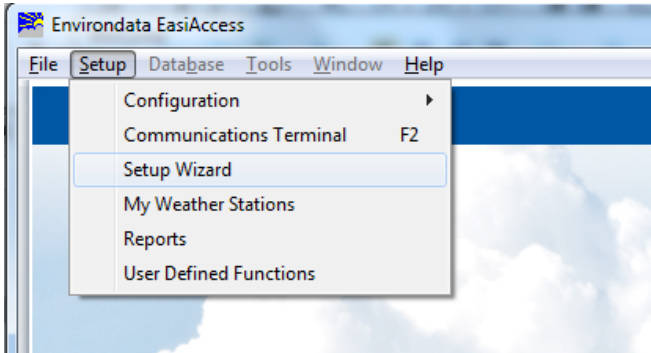 Environdata EasiAccess
File Setup Database Tools Window Help
Configuration
Communications Terminal F2
Setup Wizard
My Weather Stations
Reports
User Defined Functions